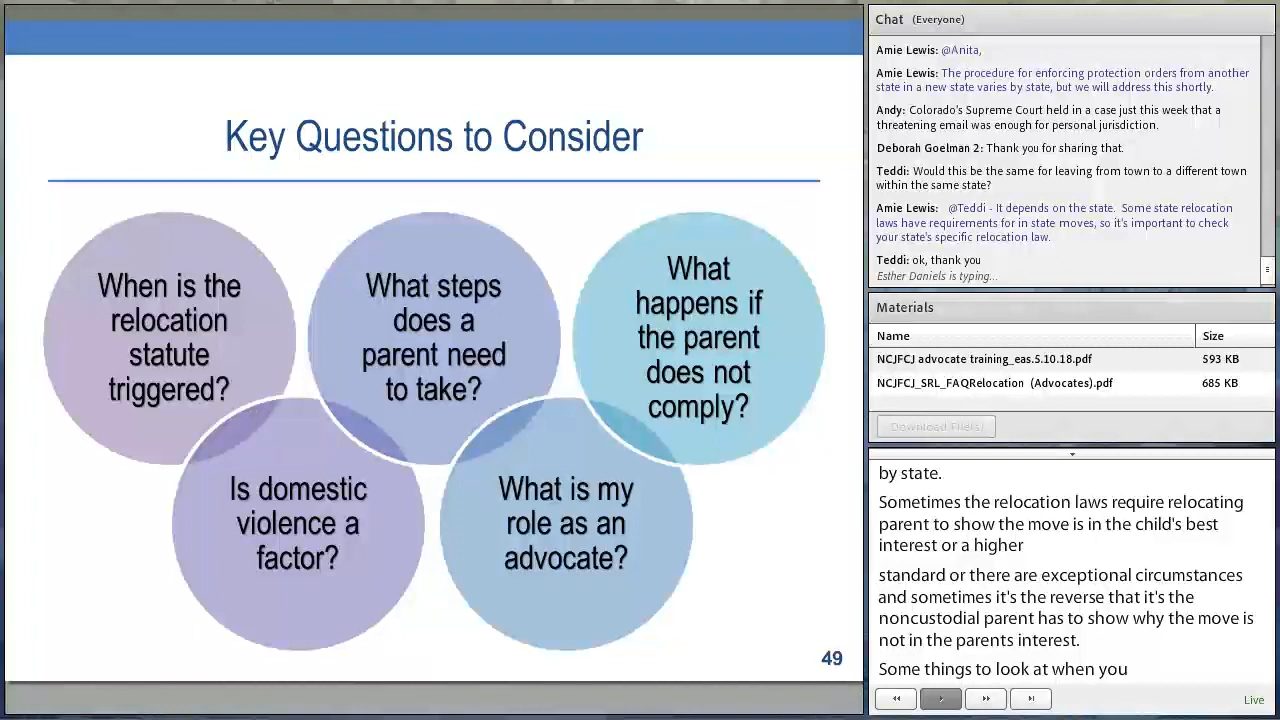 Key Questions to Consider
When is the
relocation
statute
triggered?
What steps
does a
parent need
to take?
What
happens if
the parent
does not
comply?
Is domestic
violence a
factor?
What is my
role as an
advocate?
49
Chat (Everyone)
Amie Lewis: @Anita,
Amie Lewis: The procedure for enforcing protection orders from another
state in a new state varies by state, but we will address this shortly.
Andy: Colorado's Supreme Court held in a case just this week that a
threatening email was enough for personal jurisdiction.
Deborah Goelman 2: Thank you for sharing that.
Teddi: Would this be the same for leaving from town to a different town
within the same state?
Amie Lewis: @Teddi - It depends on the state. Some state relocation
laws have requirements for in state moves, so it's important to check
your state's specific relocation law.
Teddi: ok, thank you
Esther Daniels is typing...
Materials
Name Size
NCJFCJ advocate training_eas.5.10.18.pdf 593 KB
NCJFCJ_SRL_FAQRelocation (Advocates).pdf 685 KB
Download File(s)
by state.
Sometimes the relocation laws require relocating
parent to show the move is in the child's best
interest or a higher
standard or there are exceptional circumstances
and sometimes it's the reverse that it's the
noncustodial parent has to show why the move is
not in the parents interest.
Some things to look at when you
Live